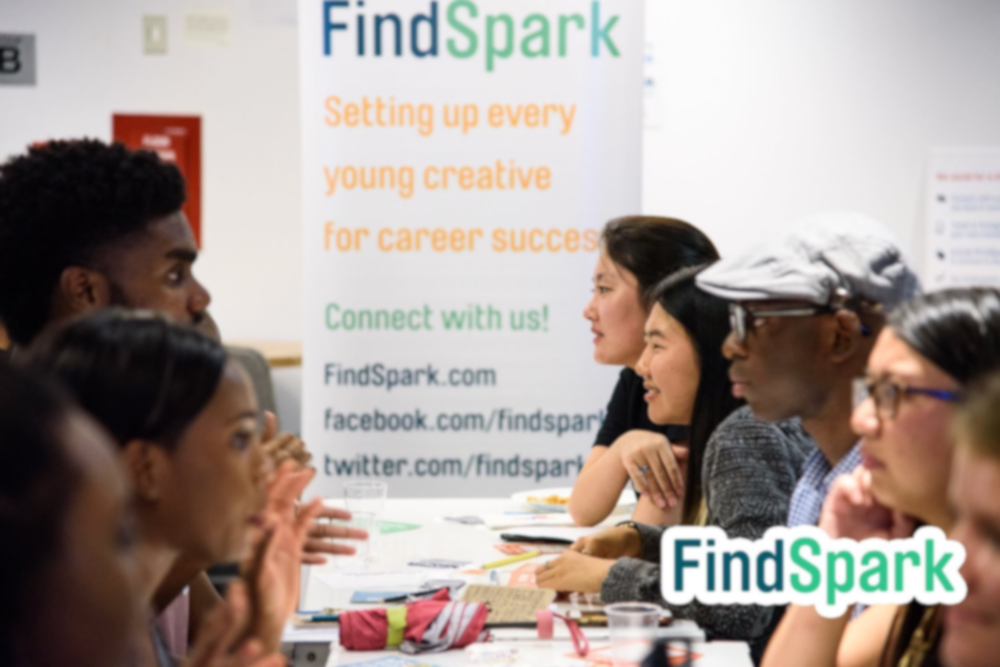 FindSpark
B
Setting up every
young creative
for career succes
Connect with us!
FindSpark.com
facebook.com/findspark
twitter.com/findspark
FindSpark